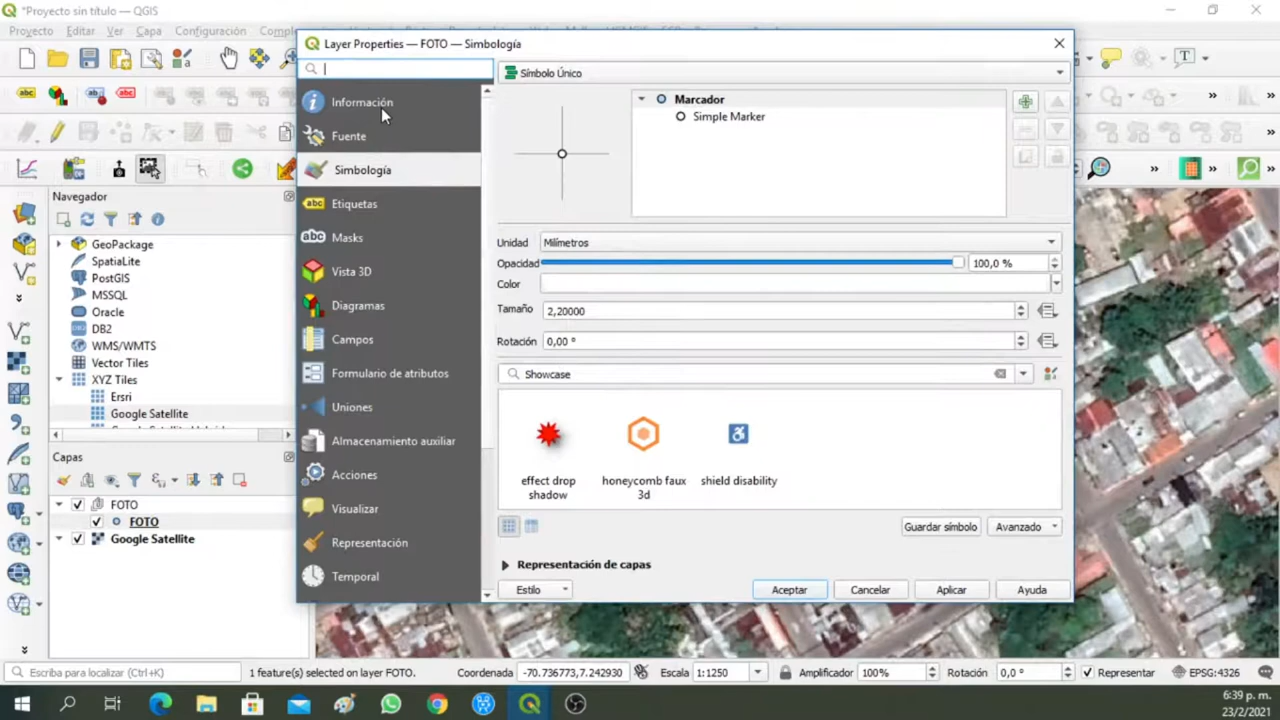 *Proyecto sin título — QGIS
Proyecto Editar Ver Capa Configuración
Layer Properties — FOTO — Simbología
Información
Fuente
Simbología
Etiquetas
Masks
Vista 3D
Diagramas
Campos
Formulario de atributos
Uniones
Almacenamiento auxiliar
Acciones
Visualizar
Representación
Temporal
Símbolo Único
Marcador
Simple Marker
Unidad Milímetros
Opacidad 100,0 %
Color
Tamaño 2,20000
Rotación 0,00 °
Showcase
effect drop shadow
honeycomb faux 3d
shield disability
Guardar símbolo Avanzado
Representación de capas
Estilo Aceptar Cancelar Aplicar Ayuda
Navegador
GeoPackage
SpatiaLite
PostGIS
MSSQL
Oracle
DB2
WMS/WMTS
Vector Tiles
XYZ Tiles
Ersri
Google Satellite
Capas
FOTO
FOTO
Google Satellite
Escriba para localizar (Ctrl+K) 1 feature(s) selected on layer FOTO. Coordenada -70.736773,7.242930 Escala 1:1250 Amplificador 100% Rotación 0,0 ° Representar EPSG:4326
6:39 p. m.
23/2/2021